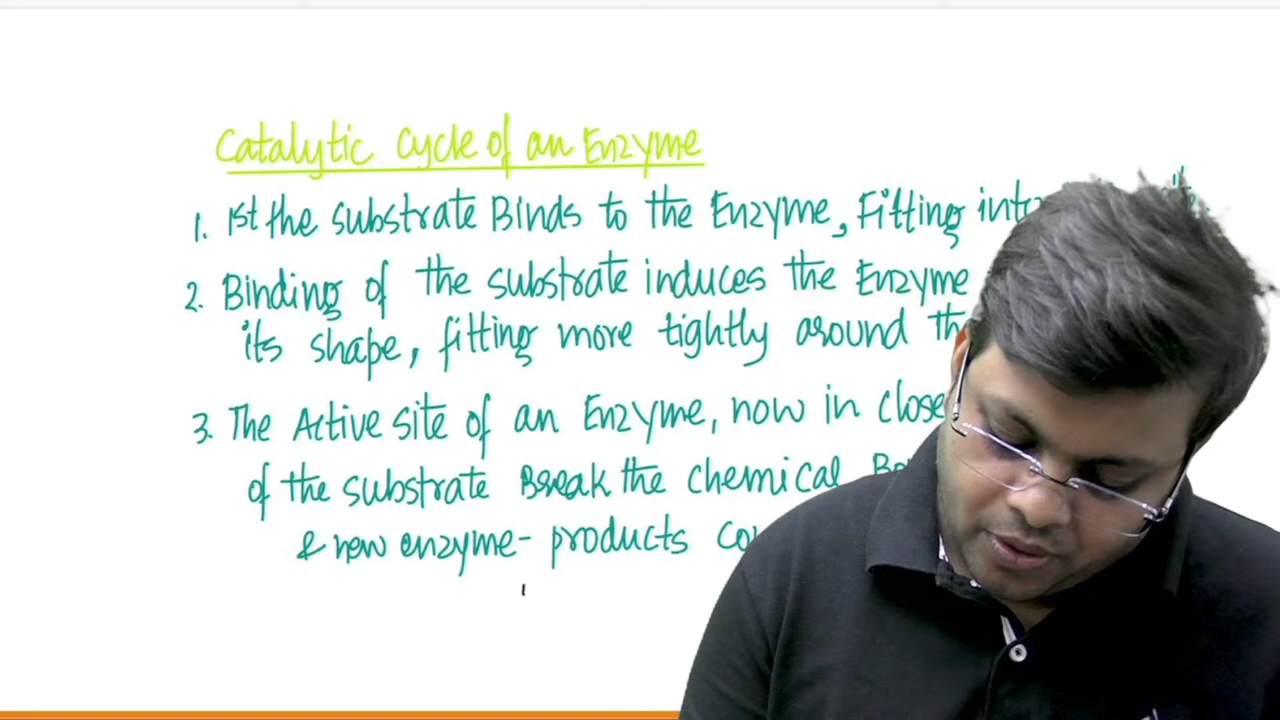 Catalytic Cycle of an Enzyme
1. 1st the substrate Binds to the Enzyme, Fitting into
2. Binding of the substrate induces the Enzyme
its shape, fitting more tightly around
3. The Active site of an Enzyme, now in close
of the substrate Break the chemical
& new enzyme- products